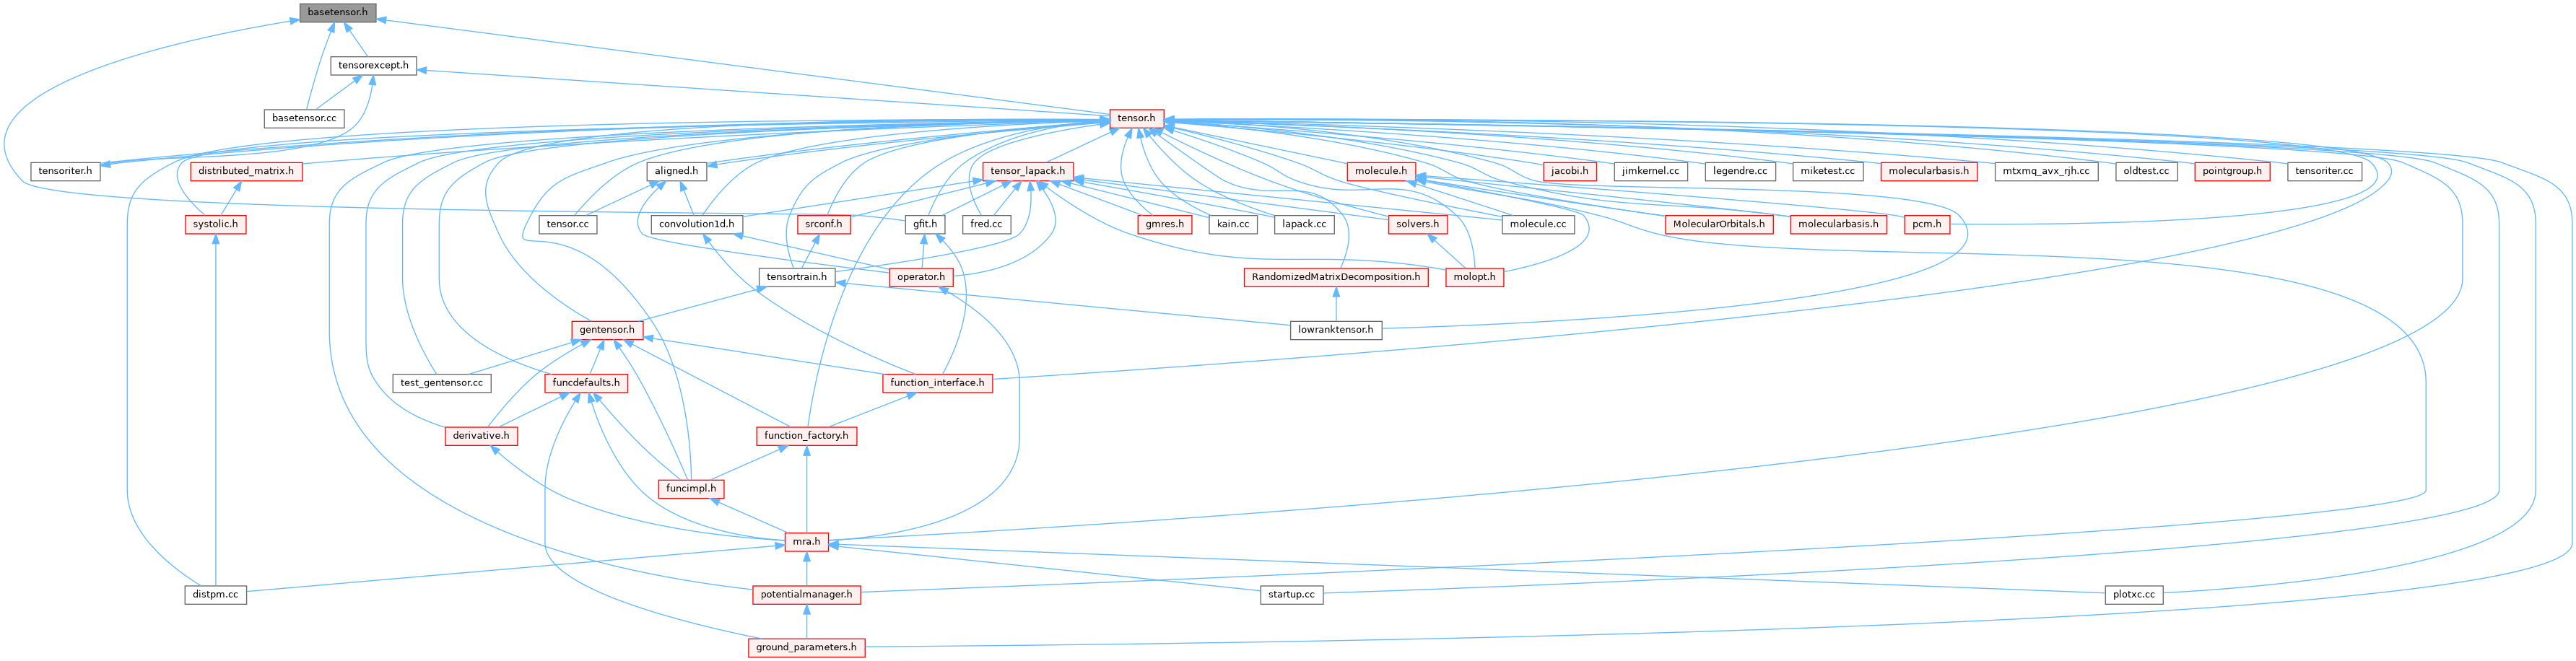 basetensor.h
tensorexcept.h
basetensor.cc
tensor.h
tensoriter.h
distributed_matrix.h
aligned.h
tensor_lapack.h
molecule.h
jacobi.h
jimkernel.cc
legendre.cc
miketest.cc
molecularbasis.h
mtxmq_avx_rjh.cc
oldtest.cc
pointgroup.h
tensoriter.cc
systolic.h
tensor.cc
convolution1d.h
srconf.h
gfit.h
fred.cc
gmres.h
kain.cc
lapack.cc
solvers.h
molecule.cc
MolecularOrbitals.h
molecularbasis.h
pcm.h
tensortrain.h
operator.h
RandomizedMatrixDecomposition.h
molopt.h
gentensor.h
lowranktensor.h
test_gentensor.cc
funcdefaults.h
function_interface.h
derivative.h
function_factory.h
funcimpl.h
mra.h
distpm.cc
potentialmanager.h
startup.cc
plotxc.cc
ground_parameters.h